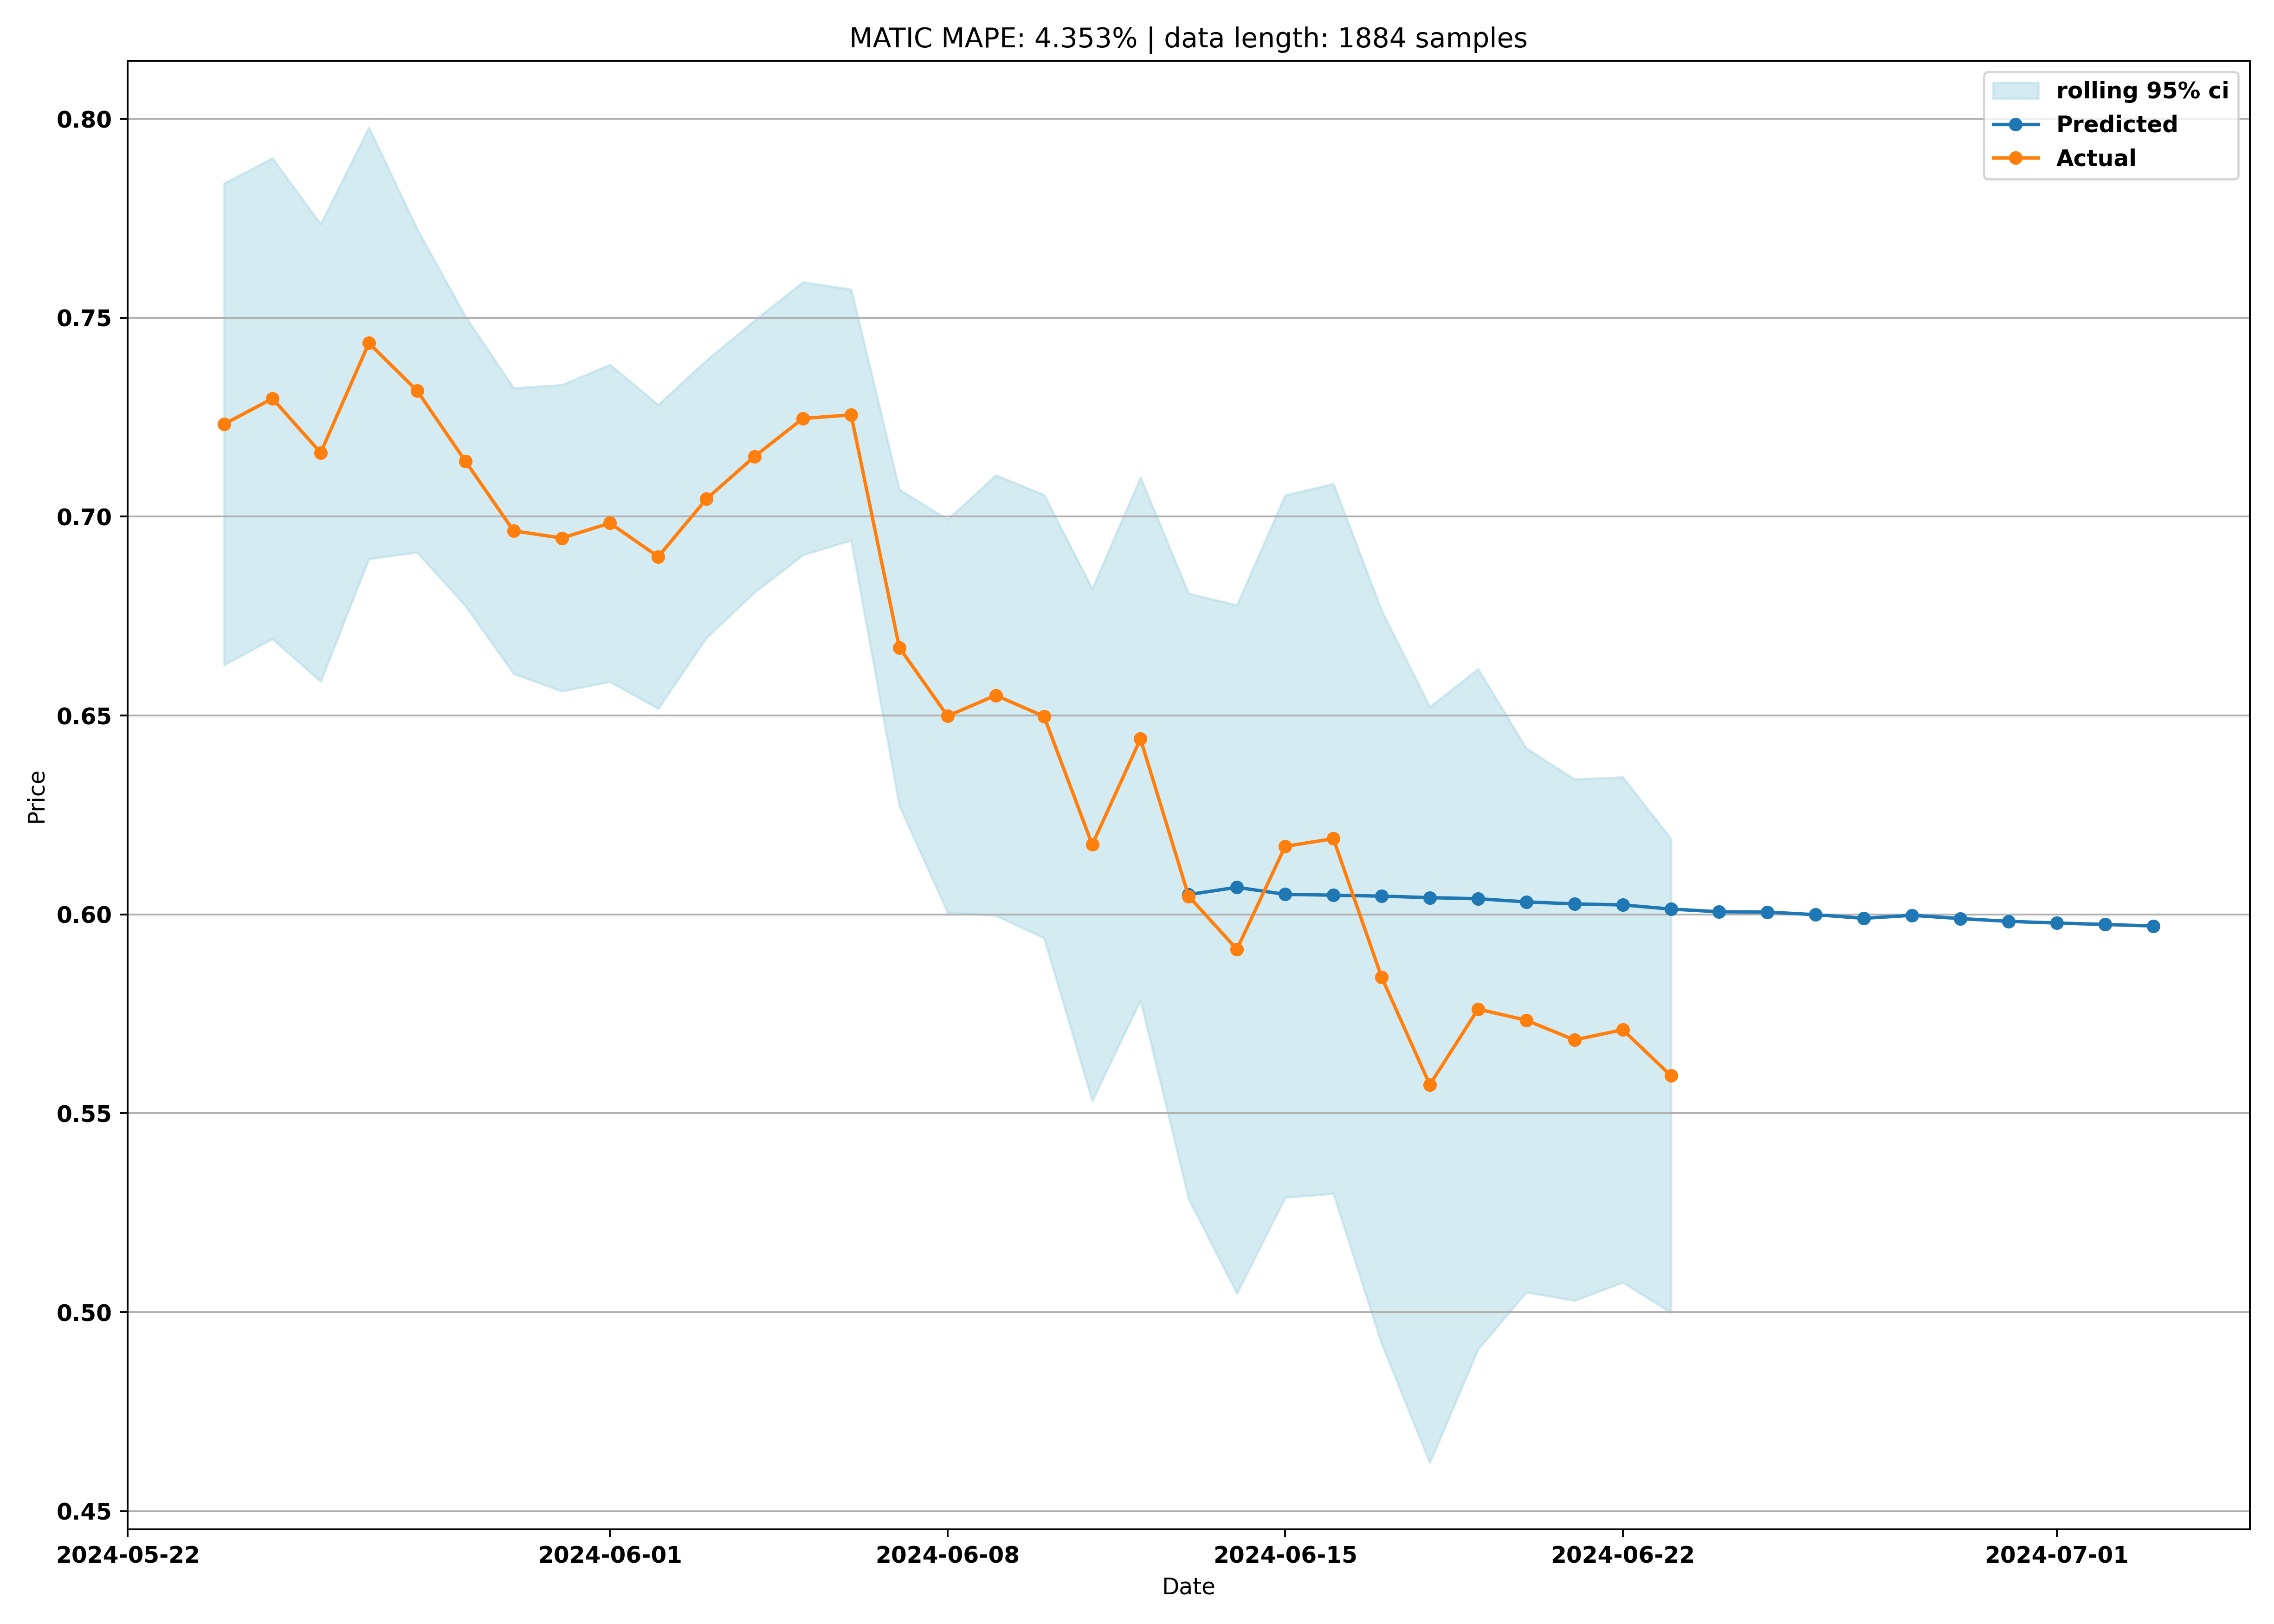 MATIC MAPE: 4.353% | data length: 1884 samples
rolling 95% ci
Predicted
Actual
0.80
0.75
0.70
0.65
0.60
0.55
0.50
0.45
Price
2024-05-22
2024-06-01
2024-06-08
2024-06-15
2024-06-22
2024-07-01
Date